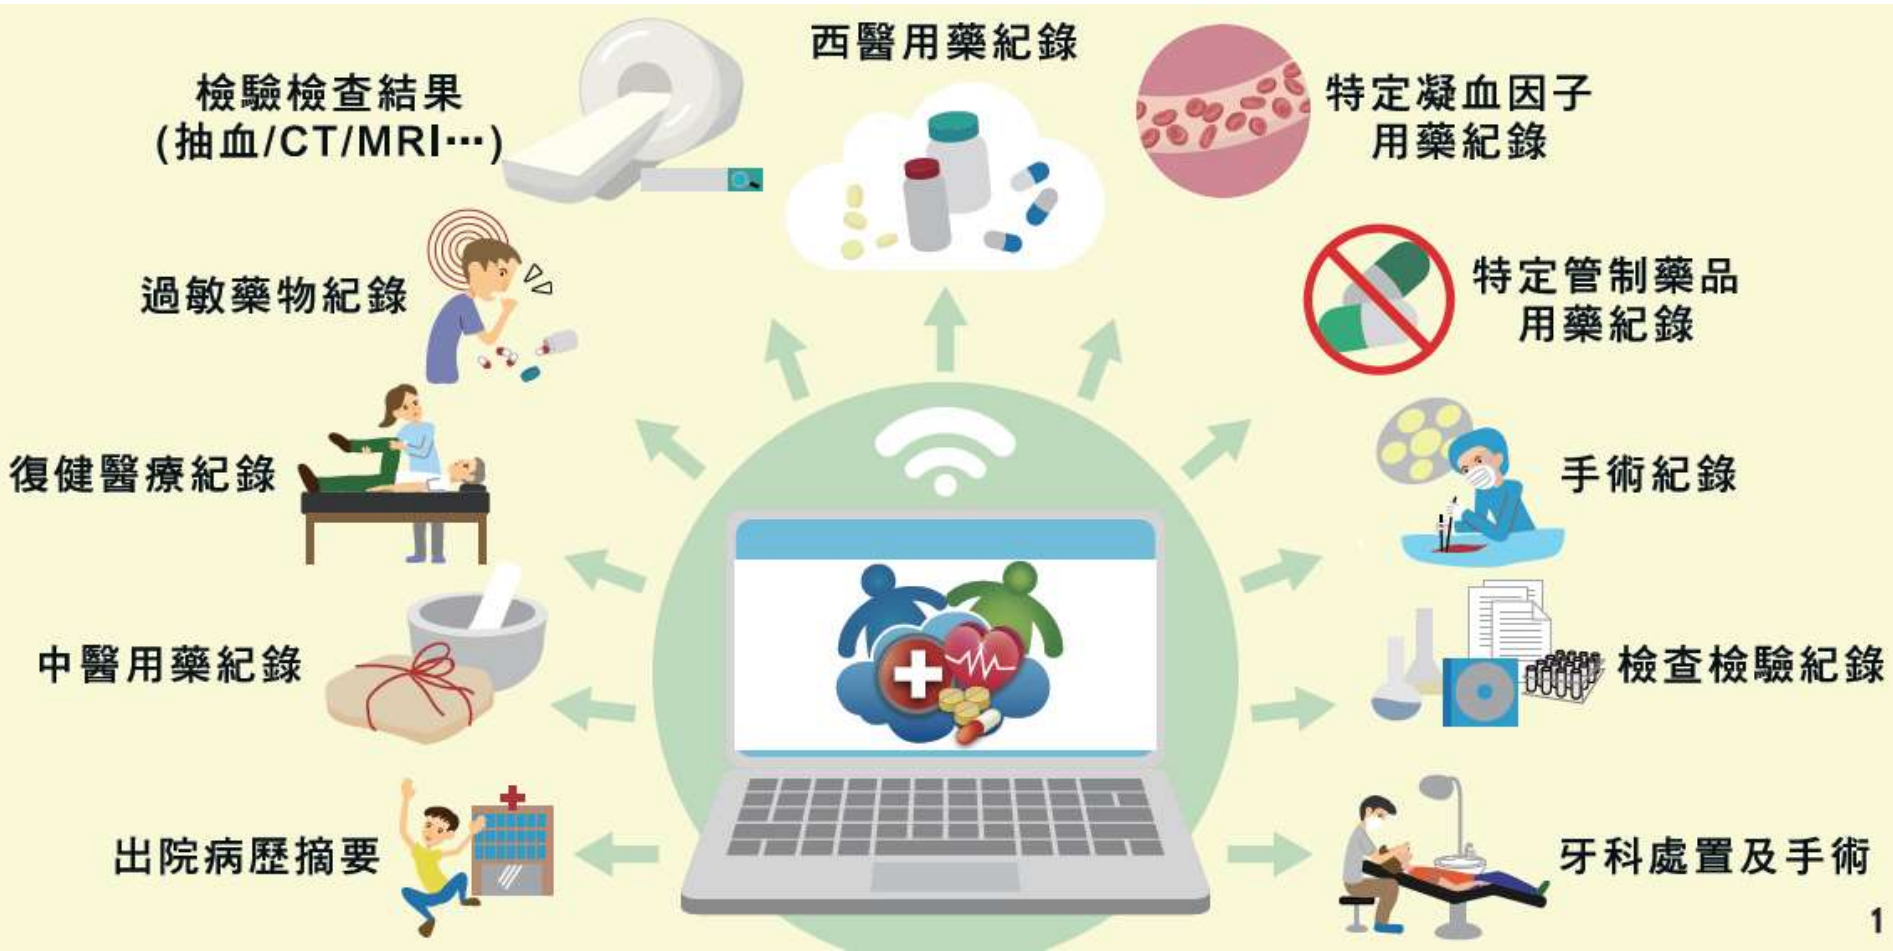 西醫用藥紀錄
檢驗檢查結果
(抽血/CT/MRI…)
特定凝血因子
用藥紀錄
過敏藥物紀錄
特定管制藥品
用藥紀錄
復健醫療紀錄
手術紀錄
中醫用藥紀錄
檢查檢驗紀錄
出院病歷摘要
牙科處置及手術
1